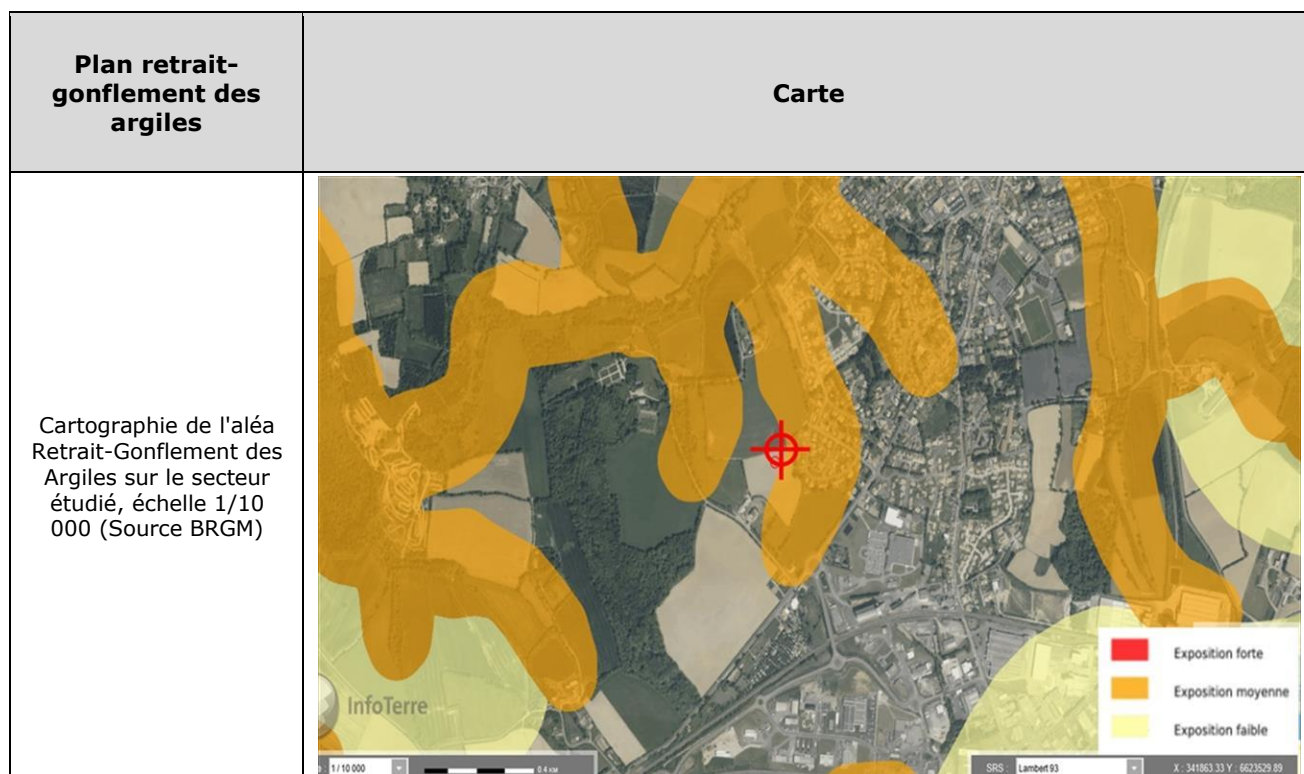 Plan retrait-
gonflement des
argiles
Carte
Cartographie de l'aléa
Retrait-Gonflement des
Argiles sur le secteur
étudié, échelle 1/10
000 (Source BRGM)
InfoTerre
Exposition forte
Exposition moyenne
Exposition faible
1/10 000
0.4 KM
SRS : Lambert 93
X : 341863.33 Y : 6623529.89